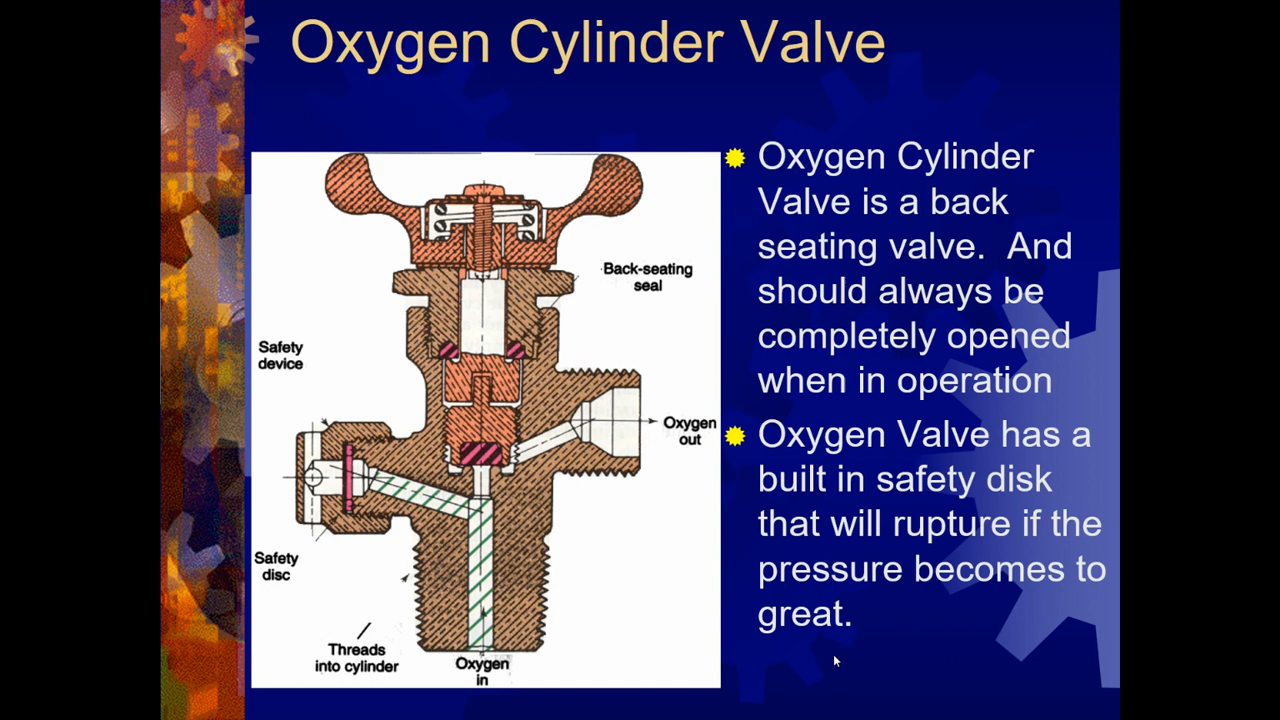 Oxygen Cylinder Valve
Oxygen Cylinder
Valve is a back
seating valve. And
should always be
completely opened
when in operation
Oxygen Valve has a
built in safety disk
that will rupture if the
pressure becomes to
great.
Back-seating
seal
Safety
device
Oxygen
out
Safety
disc
Threads
into cylinder
Oxygen
in